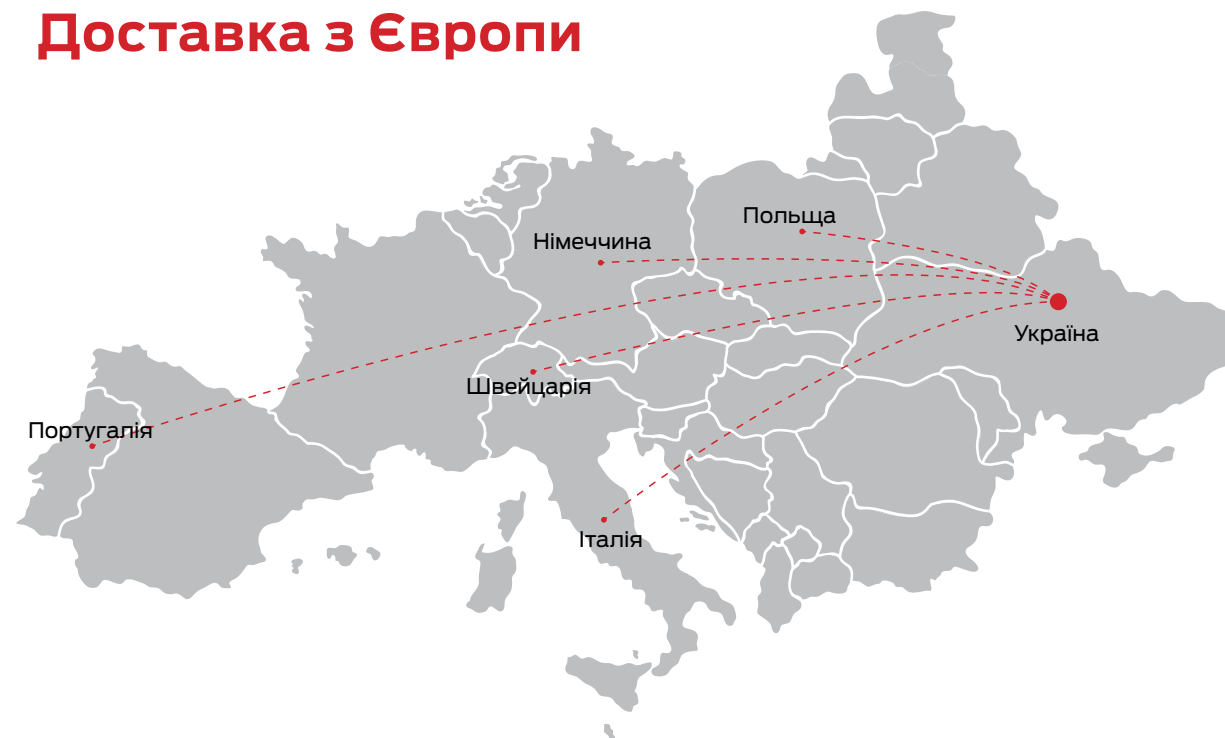 Доставка з Європи
Польща
Німеччина
Україна
Швейцарія
Португалія
Італія